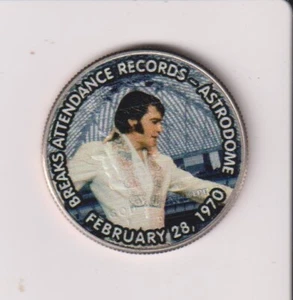 BREAKS ATTENDANCE RECORDS - ASTRODOME
FEBRUARY 28, 1970